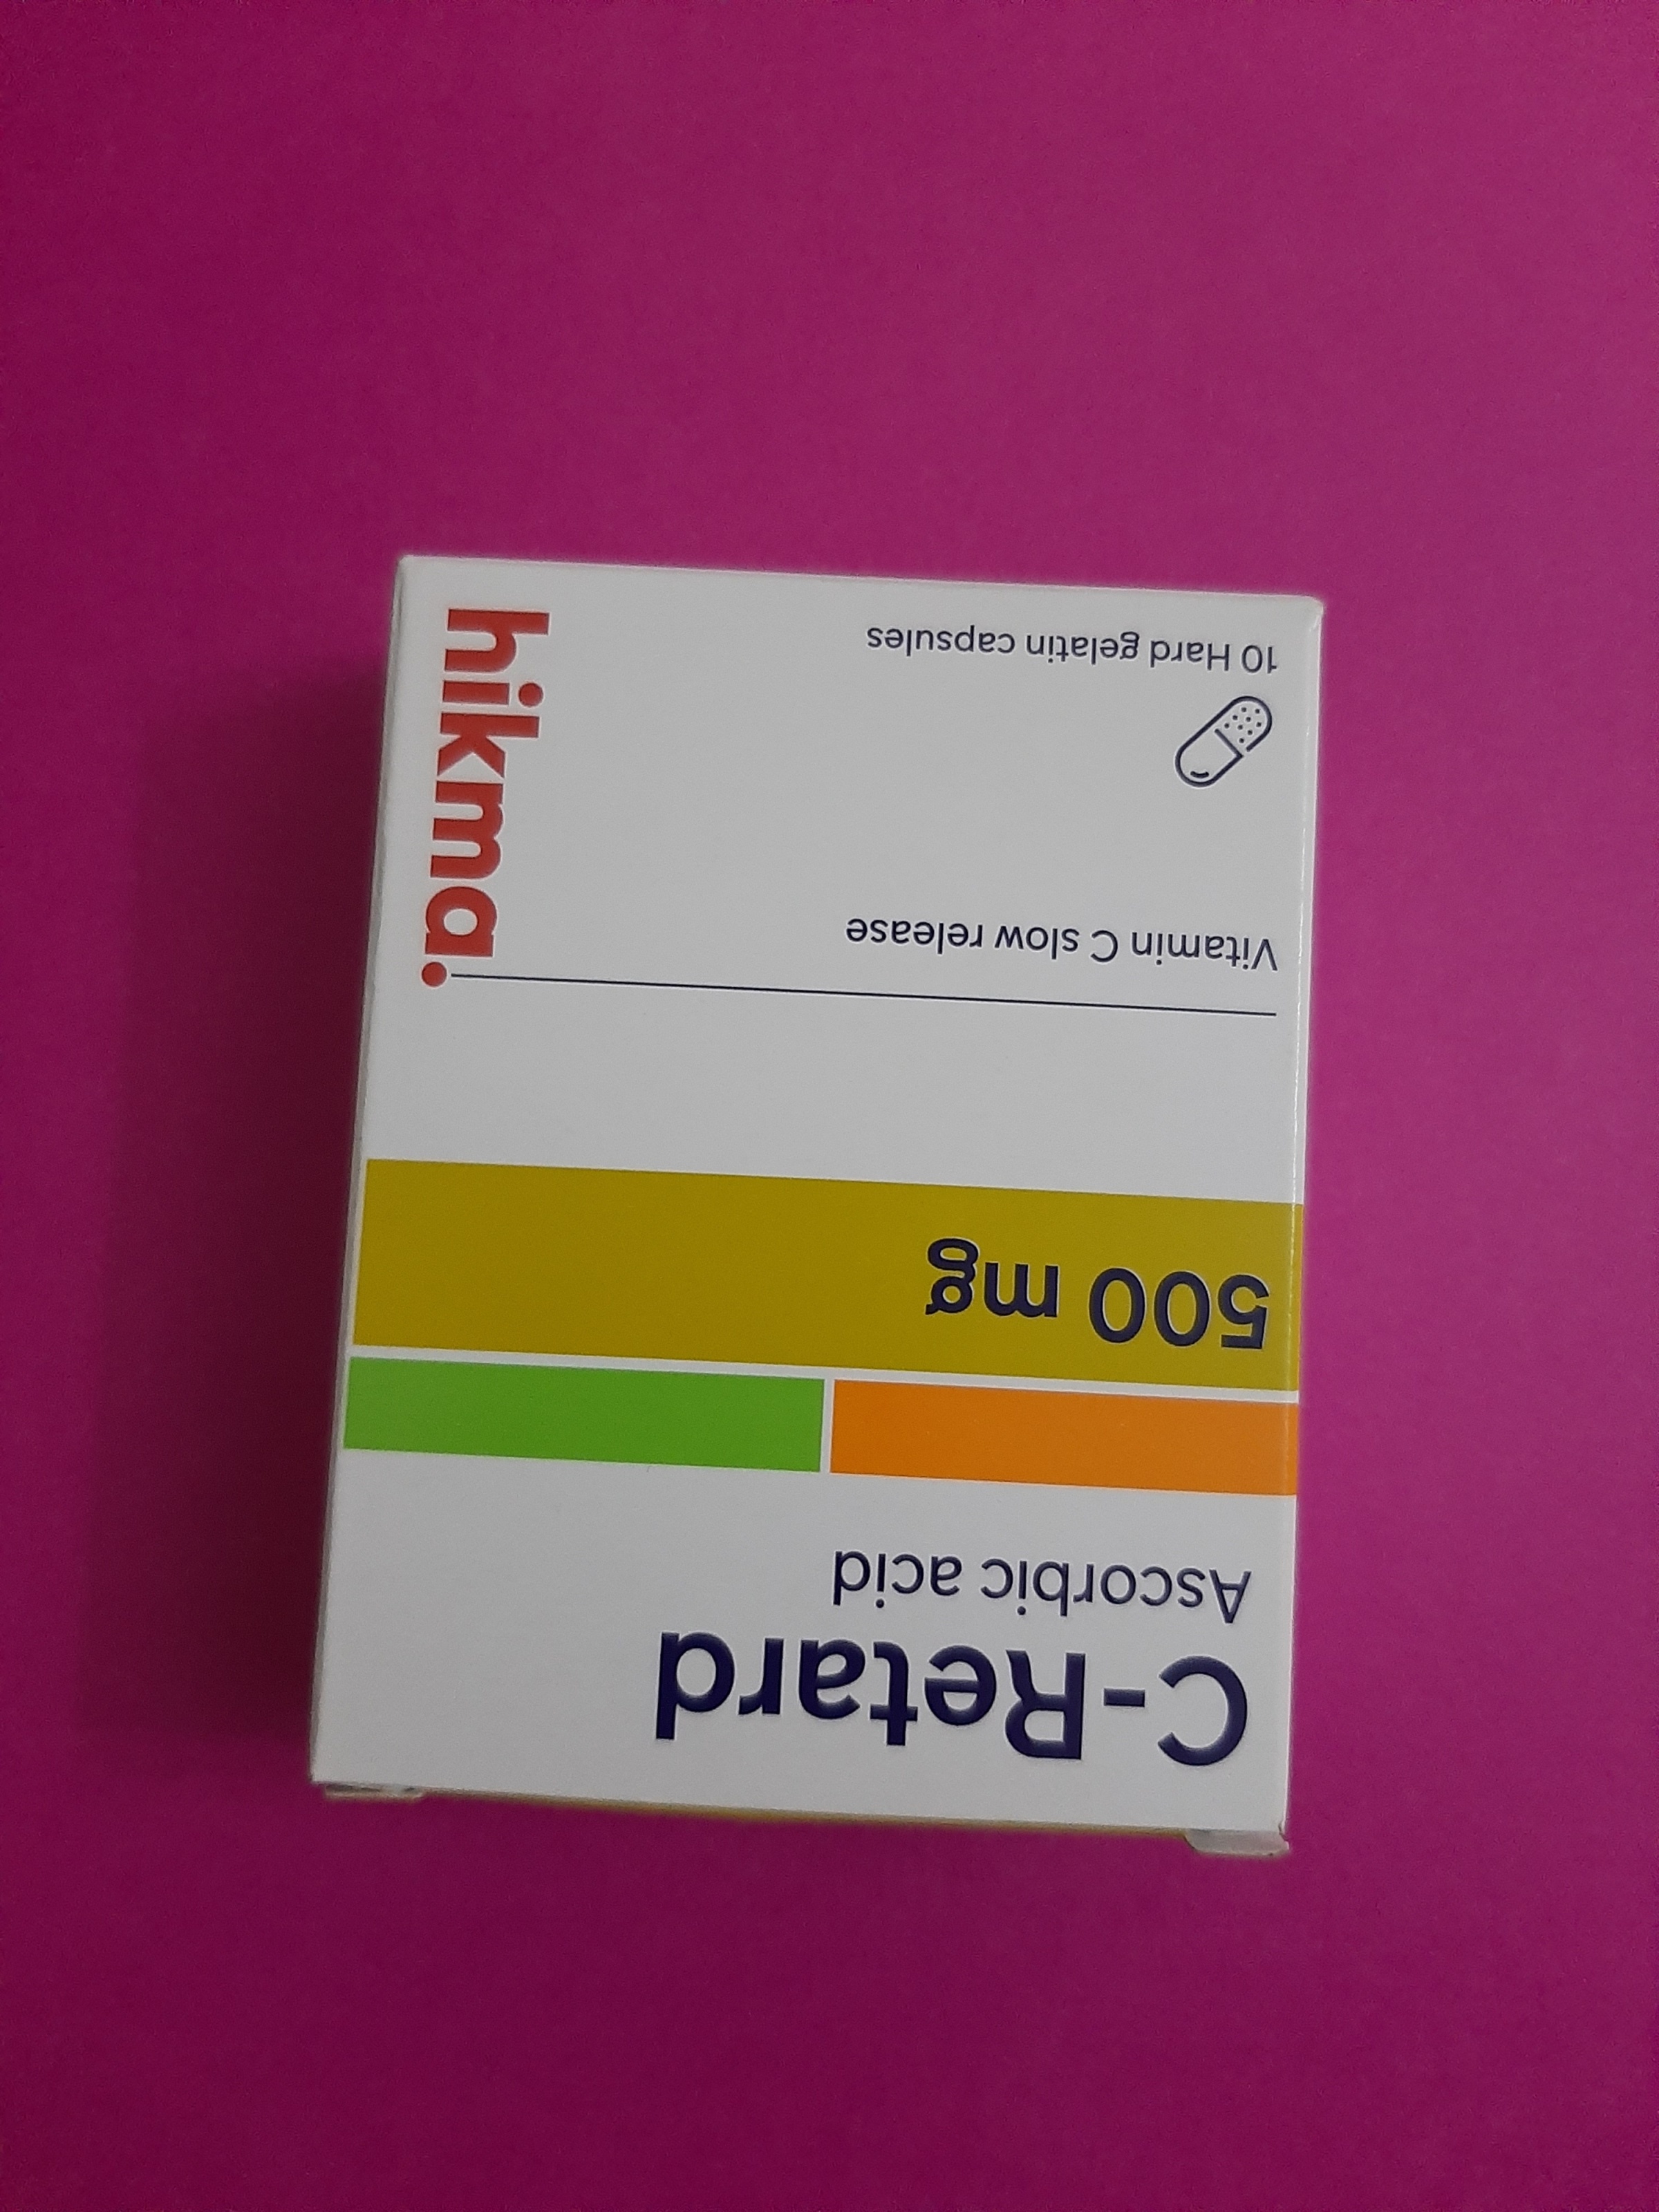 C-Retard
Ascorbic acid
500 mg
Vitamin C slow release
10 Hard gelatin capsules
hikma.